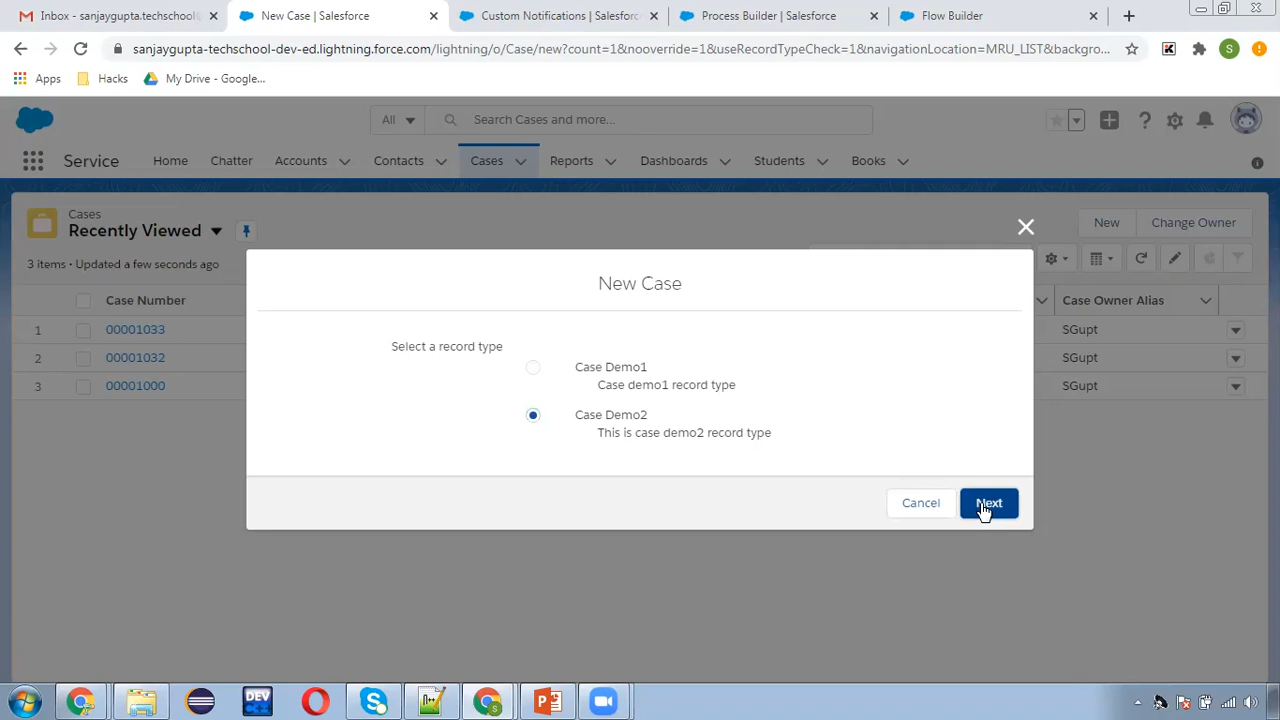 Inbox - sanjaygupta.techschool@
New Case | Salesforce
Custom Notifications | Salesforc
Process Builder | Salesforce
Flow Builder
sanjaygupta-techschool-dev-ed.lightning.force.com/lightning/o/Case/new?count=1&nooverride=1&useRecordTypeCheck=1&navigationLocation=MRU_LIST&backgro...
S
Apps
Hacks
My Drive - Google...
All
Search Cases and more...
Service
Home
Chatter
Accounts
Contacts
Cases
Reports
Dashboards
Students
Books
Cases
Recently Viewed
New
Change Owner
3 items • Updated a few seconds ago
Case Number
Case Owner Alias
1 00001033 SGupt
2 00001032 SGupt
3 00001000 SGupt
New Case
Select a record type
Case Demo1
Case demo1 record type
Case Demo2
This is case demo2 record type
Cancel
Next
DEV
C++